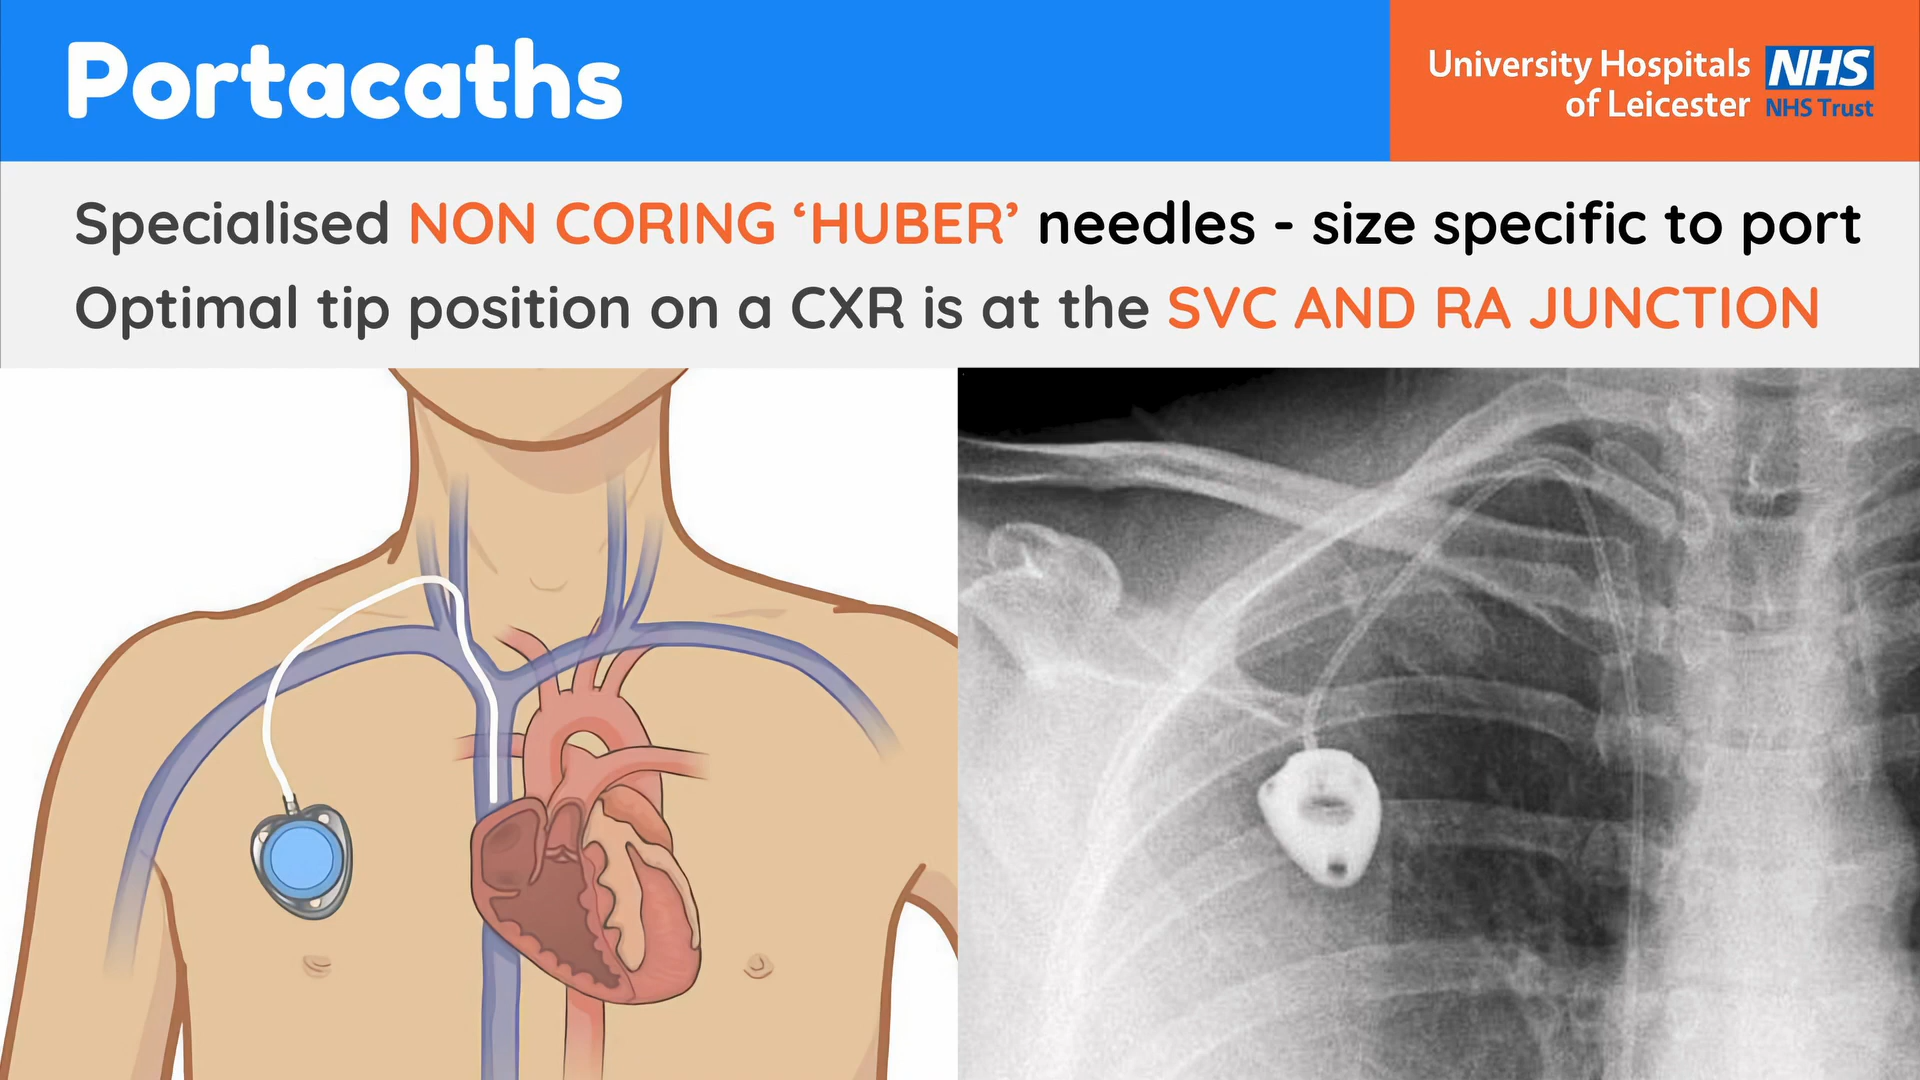 Portacaths
University Hospitals
of Leicester
NHS
NHS Trust
Specialised NON CORING ‘HUBER’ needles - size specific to port
Optimal tip position on a CXR is at the SVC AND RA JUNCTION